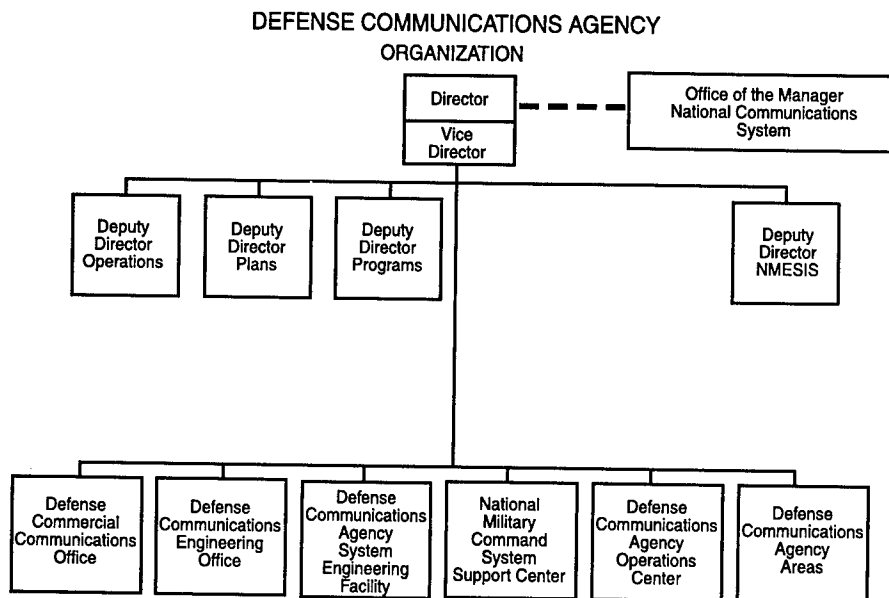 DEFENSE COMMUNICATIONS AGENCY
ORGANIZATION
Director
Vice
Director
Office of the Manager
National Communications
System
Deputy
Director
Operations
Deputy
Director
Plans
Deputy
Director
Programs
Deputy
Director
NMESIS
Defense
Commercial
Communications
Office
Defense
Communications
Engineering
Office
Defense
Communications
Agency
System
Engineering
Facility
National
Military
Command
System
Support Center
Defense
Communications
Agency
Operations
Center
Defense
Communications
Agency
Areas